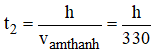 t₂ = h / v_amthanh = h / 330